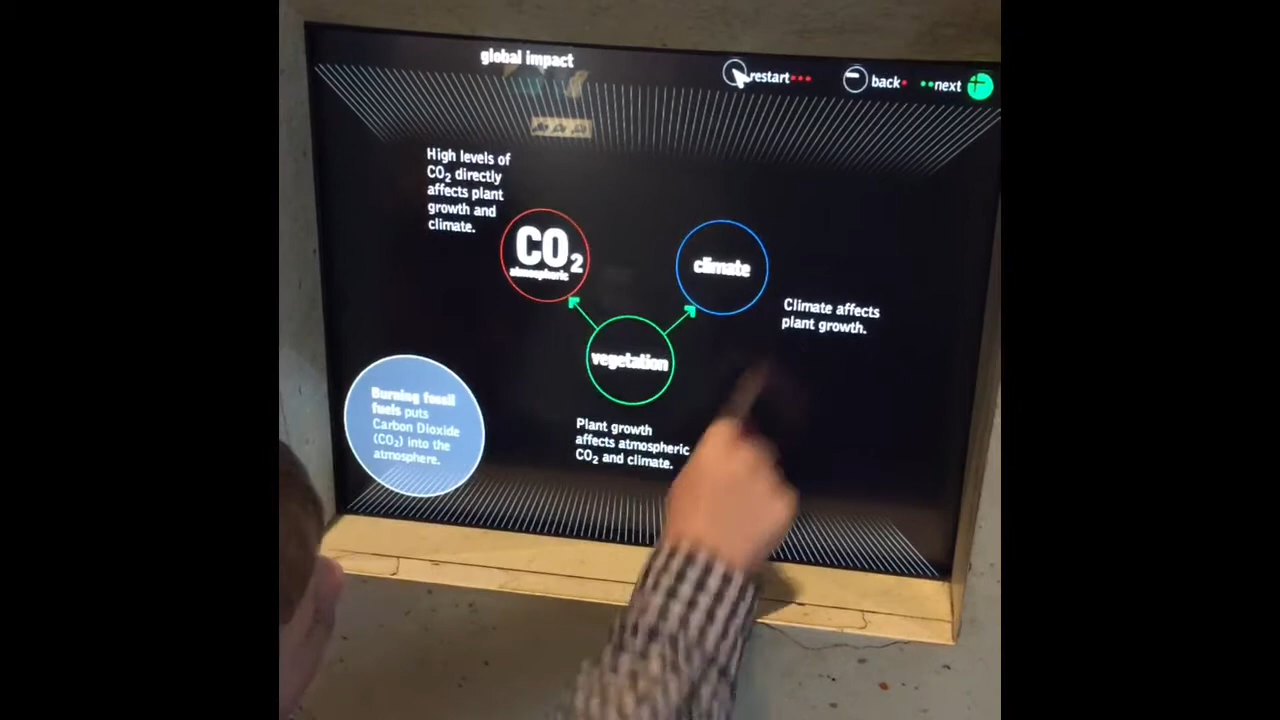 global impact
restart
back
next
High levels of
CO₂ directly
affects plant
growth and
climate.
CO₂
atmospheric
climate
Climate affects
plant growth.
vegetation
Burning fossil
fuels puts
Carbon Dioxide
(CO₂) into the
atmosphere.
Plant growth
affects atmospheric
CO₂ and climate.